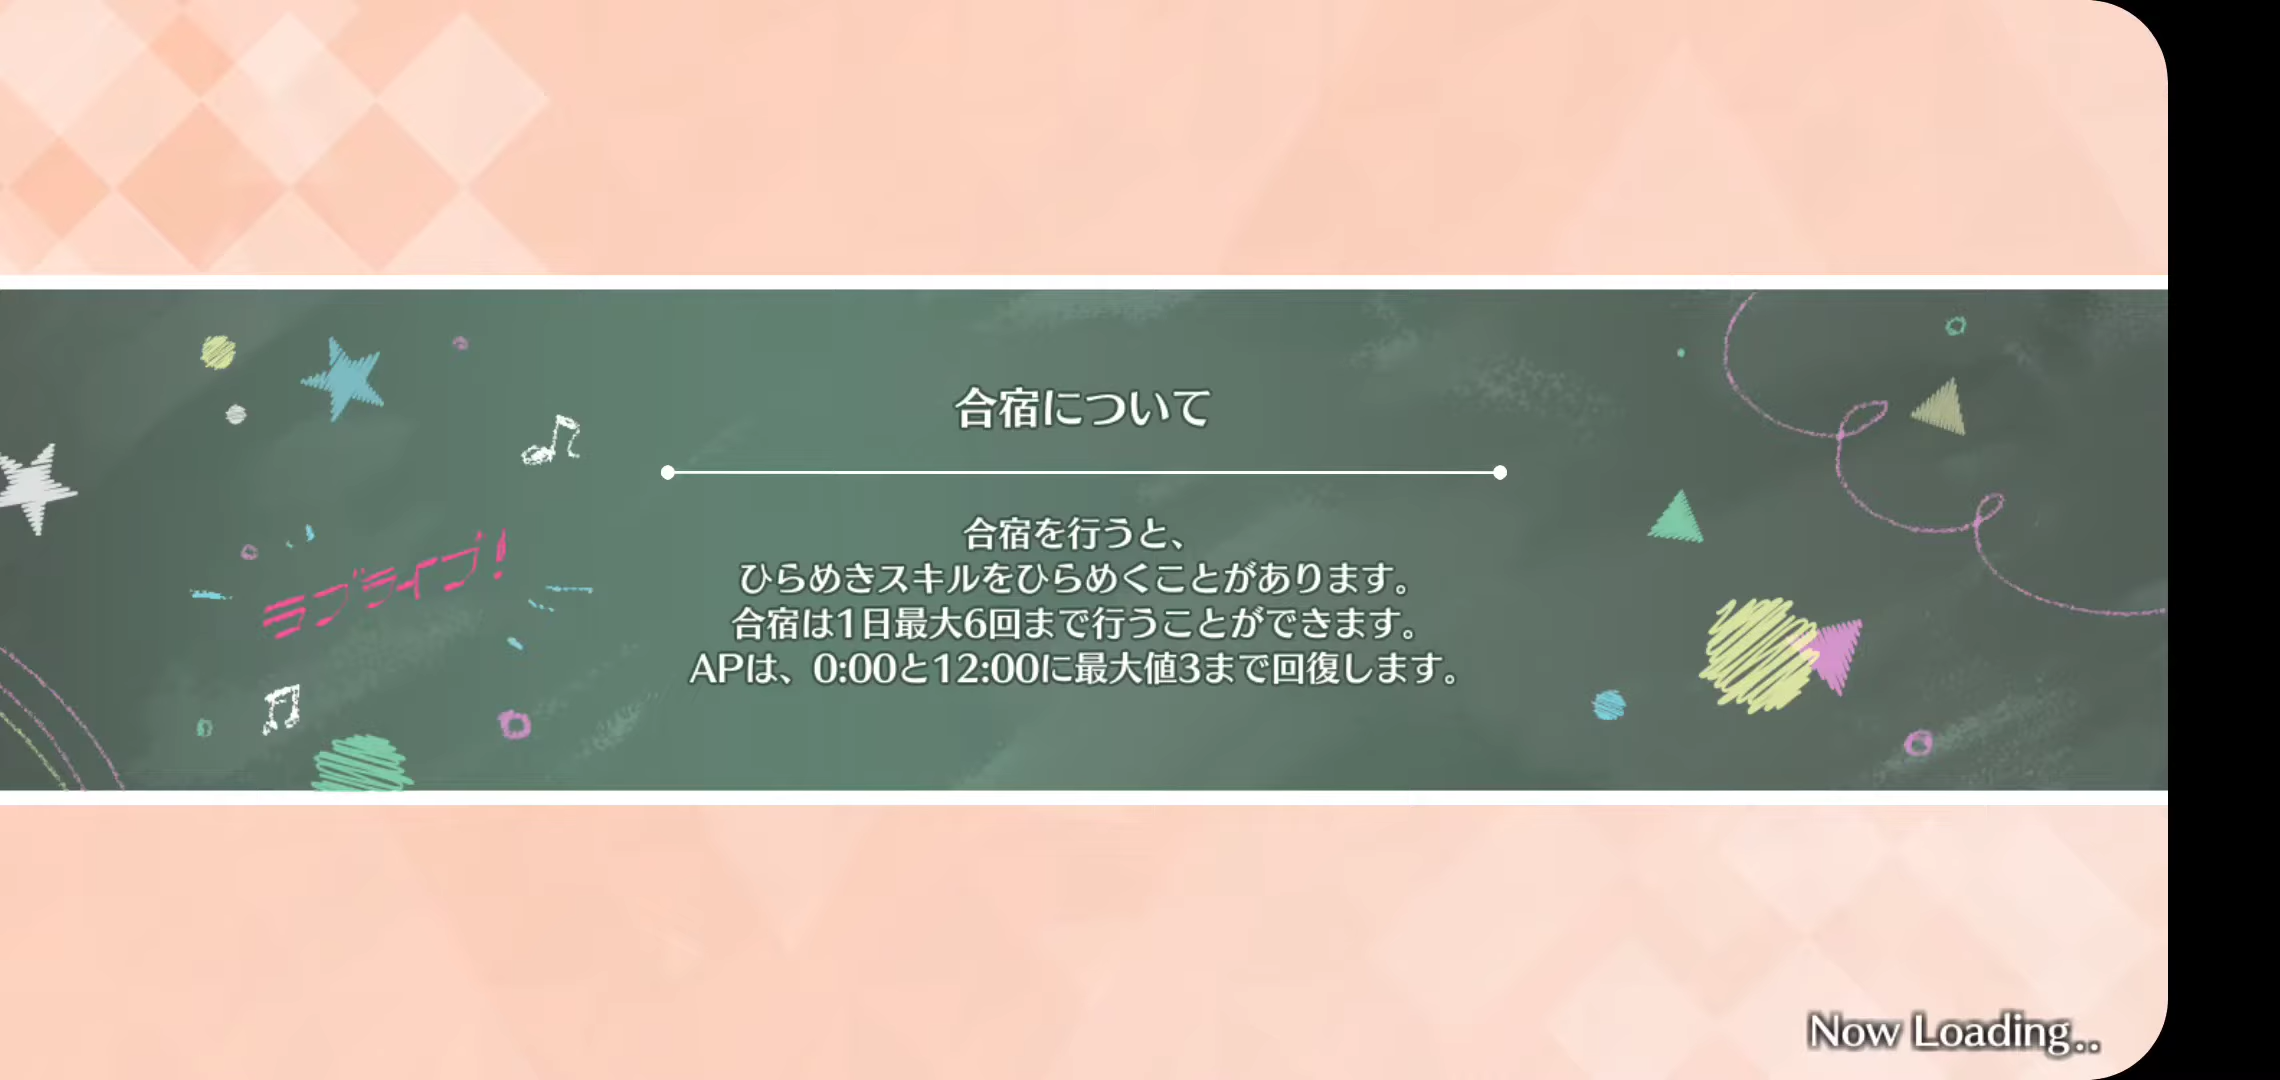 合宿について
ラブライブ!
合宿を行うと、
ひらめきスキルをひらめくことがあります。
合宿は1日最大6回まで行うことができます。
APは、0:00と12:00に最大値3まで回復します。
Now Loading..